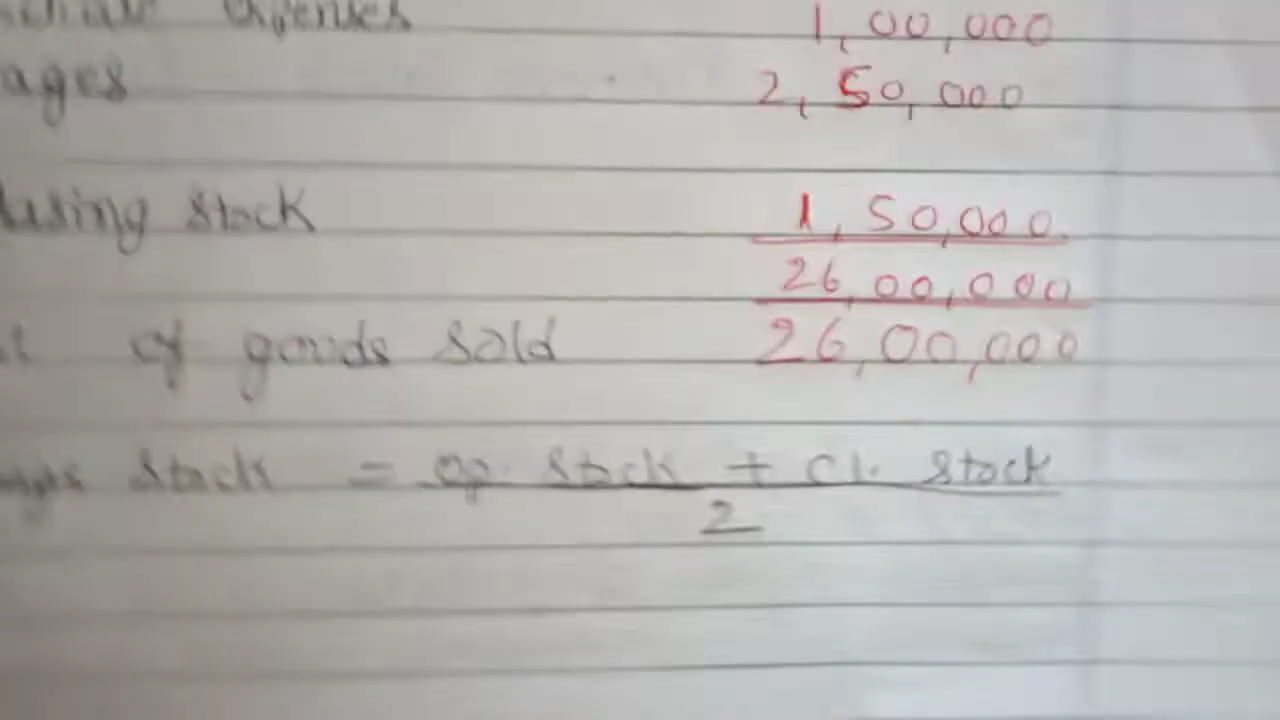 1,00,000
ages 2,50,000
stock 1,50,000
26,00,000
of goods sold 26,00,000
stock = op. stock + Cl. stock
2